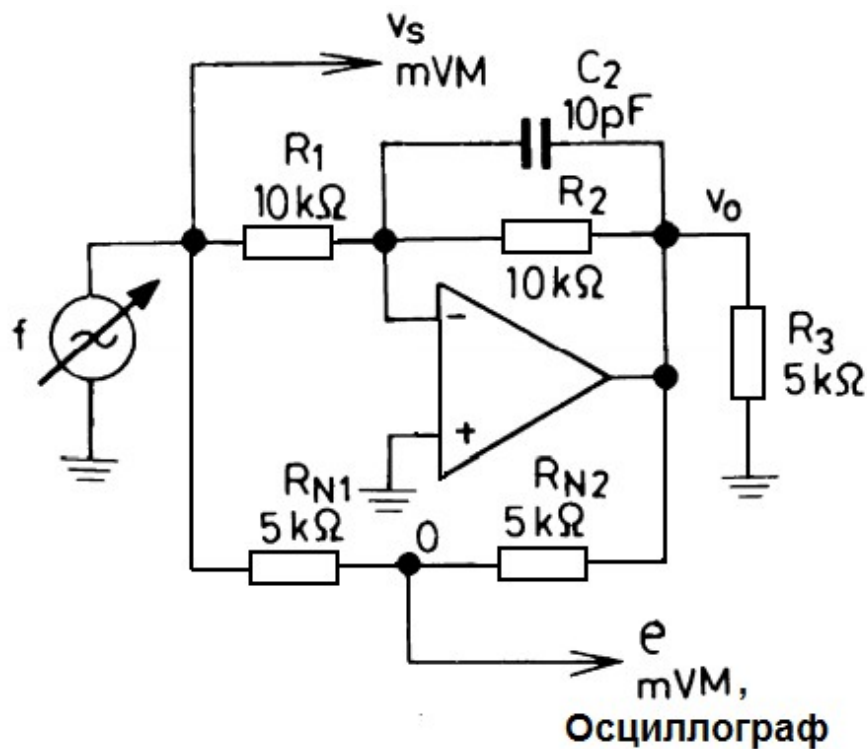 vs
mVM
C2
10pF
R1
10kΩ
R2
10kΩ
vo
f
R3
5kΩ
-
+
RN1
5kΩ
RN2
5kΩ
0
e
mVM,
Осциллограф